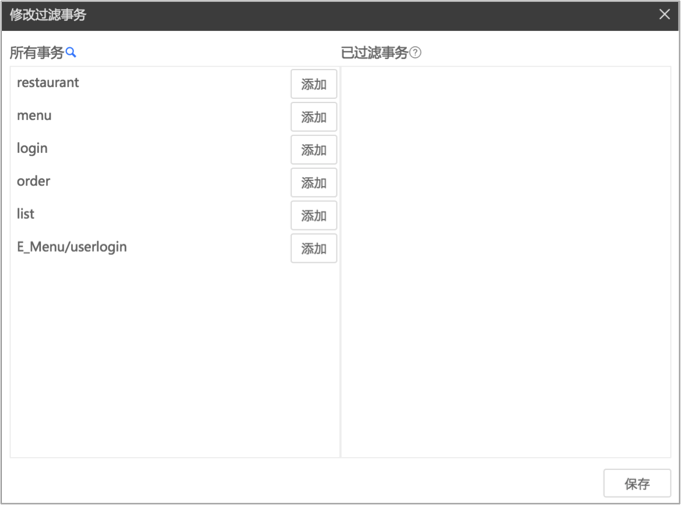 修改过滤事务
所有事务
已过滤事务
restaurant 添加
menu 添加
login 添加
order 添加
list 添加
E_Menu/userlogin 添加
保存